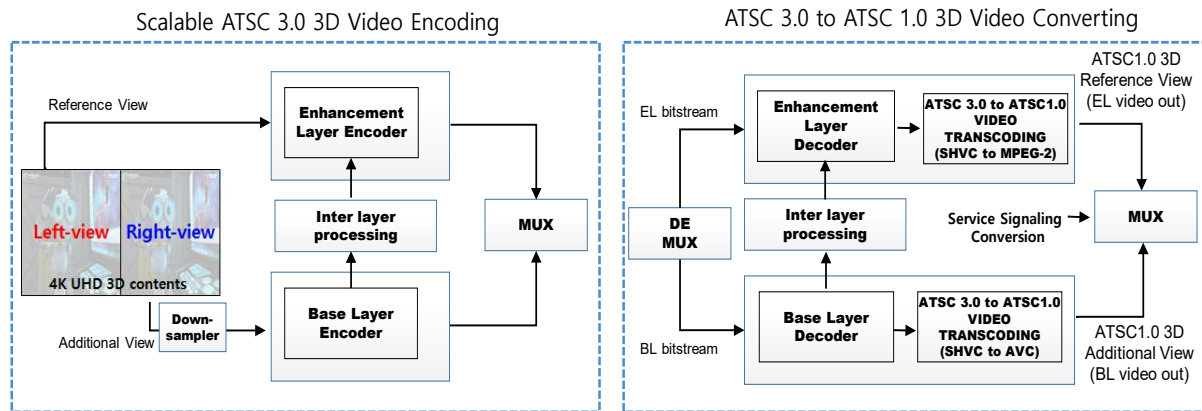 Scalable ATSC 3.0 3D Video Encoding
Reference View
Enhancement
Layer Encoder
Left-view
Right-view
4K UHD 3D contents
Inter layer
processing
MUX
Down-
sampler
Additional View
Base Layer
Encoder
ATSC 3.0 to ATSC 1.0 3D Video Converting
EL bitstream
Enhancement
Layer
Decoder
ATSC 3.0 to ATSC1.0
VIDEO
TRANSCODING
(SHVC to MPEG-2)
ATSC1.0 3D
Reference View
(EL video out)
DE
MUX
Inter layer
processing
Service Signaling
Conversion
MUX
BL bitstream
Base Layer
Decoder
ATSC 3.0 to ATSC1.0
VIDEO
TRANSCODING
(SHVC to AVC)
ATSC1.0 3D
Additional View
(BL video out)